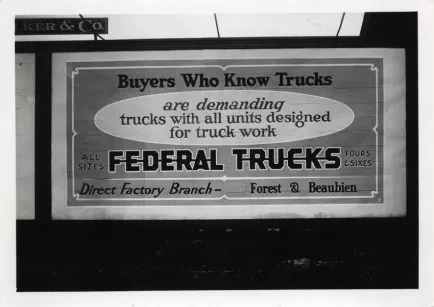 KER & Co.
Buyers Who Know Trucks
are demanding
trucks with all units designed
for truck work
ALL SIZES FEDERAL TRUCKS FOURS & SIXES
Direct Factory Branch – Forest & Beaubien